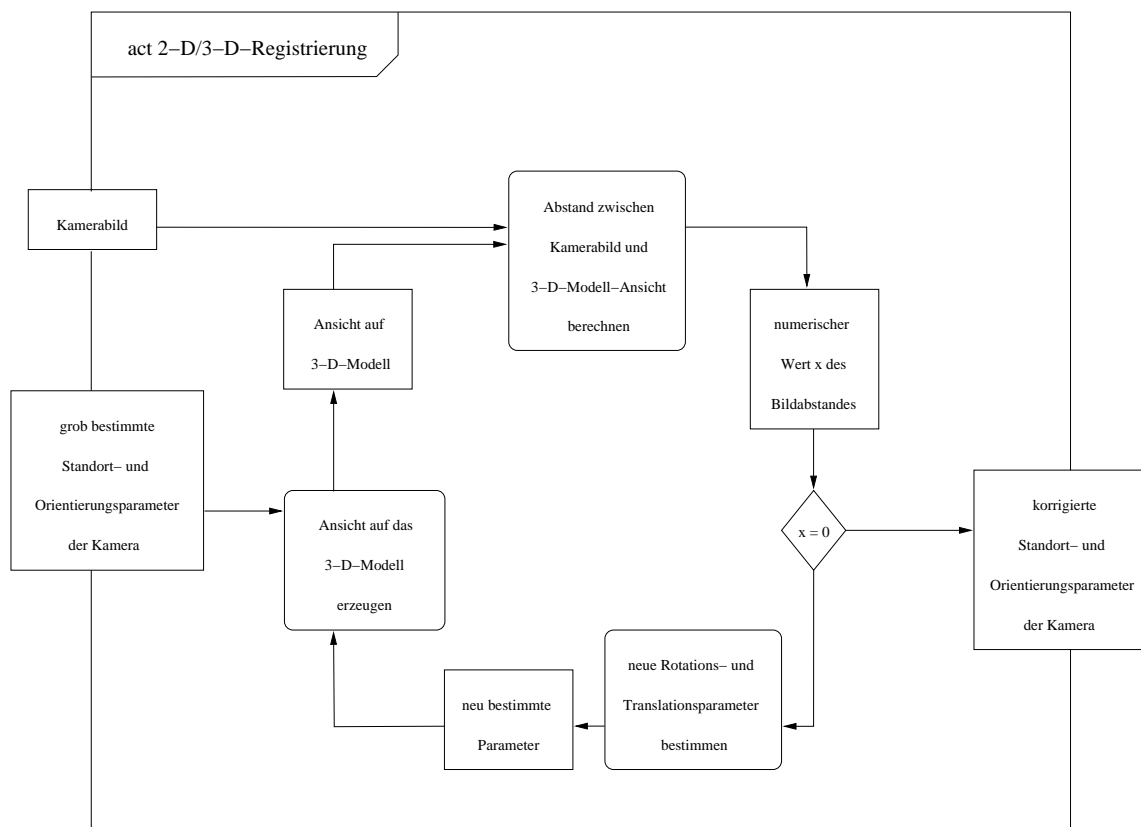 act 2–D/3–D–Registrierung
Kamerabild
Abstand zwischen
Kamerabild und
3–D–Modell–Ansicht
berechnen
Ansicht auf
3–D–Modell
numerischer
Wert x des
Bildabstandes
grob bestimmte
Standort– und
Orientierungsparameter
der Kamera
Ansicht auf das
3–D–Modell
erzeugen
x = 0
korrigierte
Standort– und
Orientierungsparameter
der Kamera
neu bestimmte
Parameter
neue Rotations– und
Translationsparameter
bestimmen